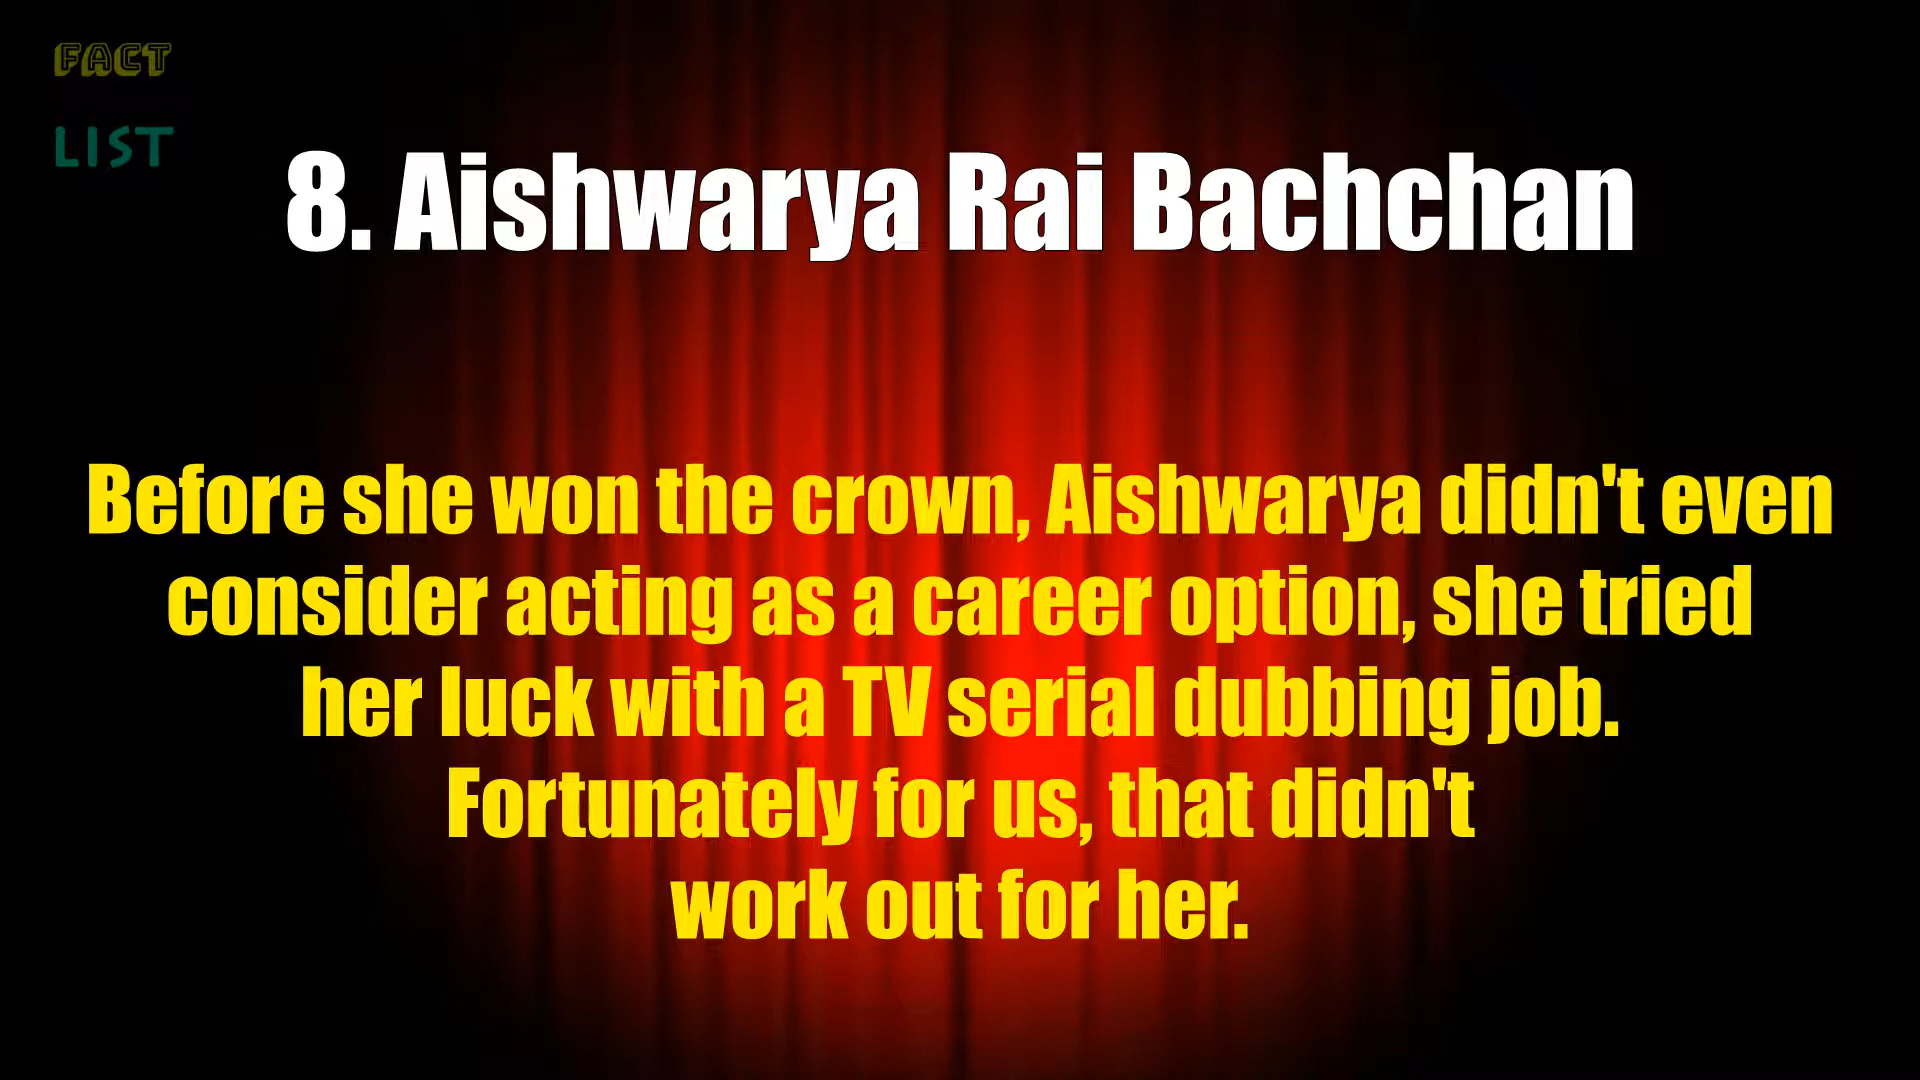 FACT
LIST
8. Aishwarya Rai Bachchan
Before she won the crown, Aishwarya didn't even
consider acting as a career option, she tried
her luck with a TV serial dubbing job.
Fortunately for us, that didn't
work out for her.